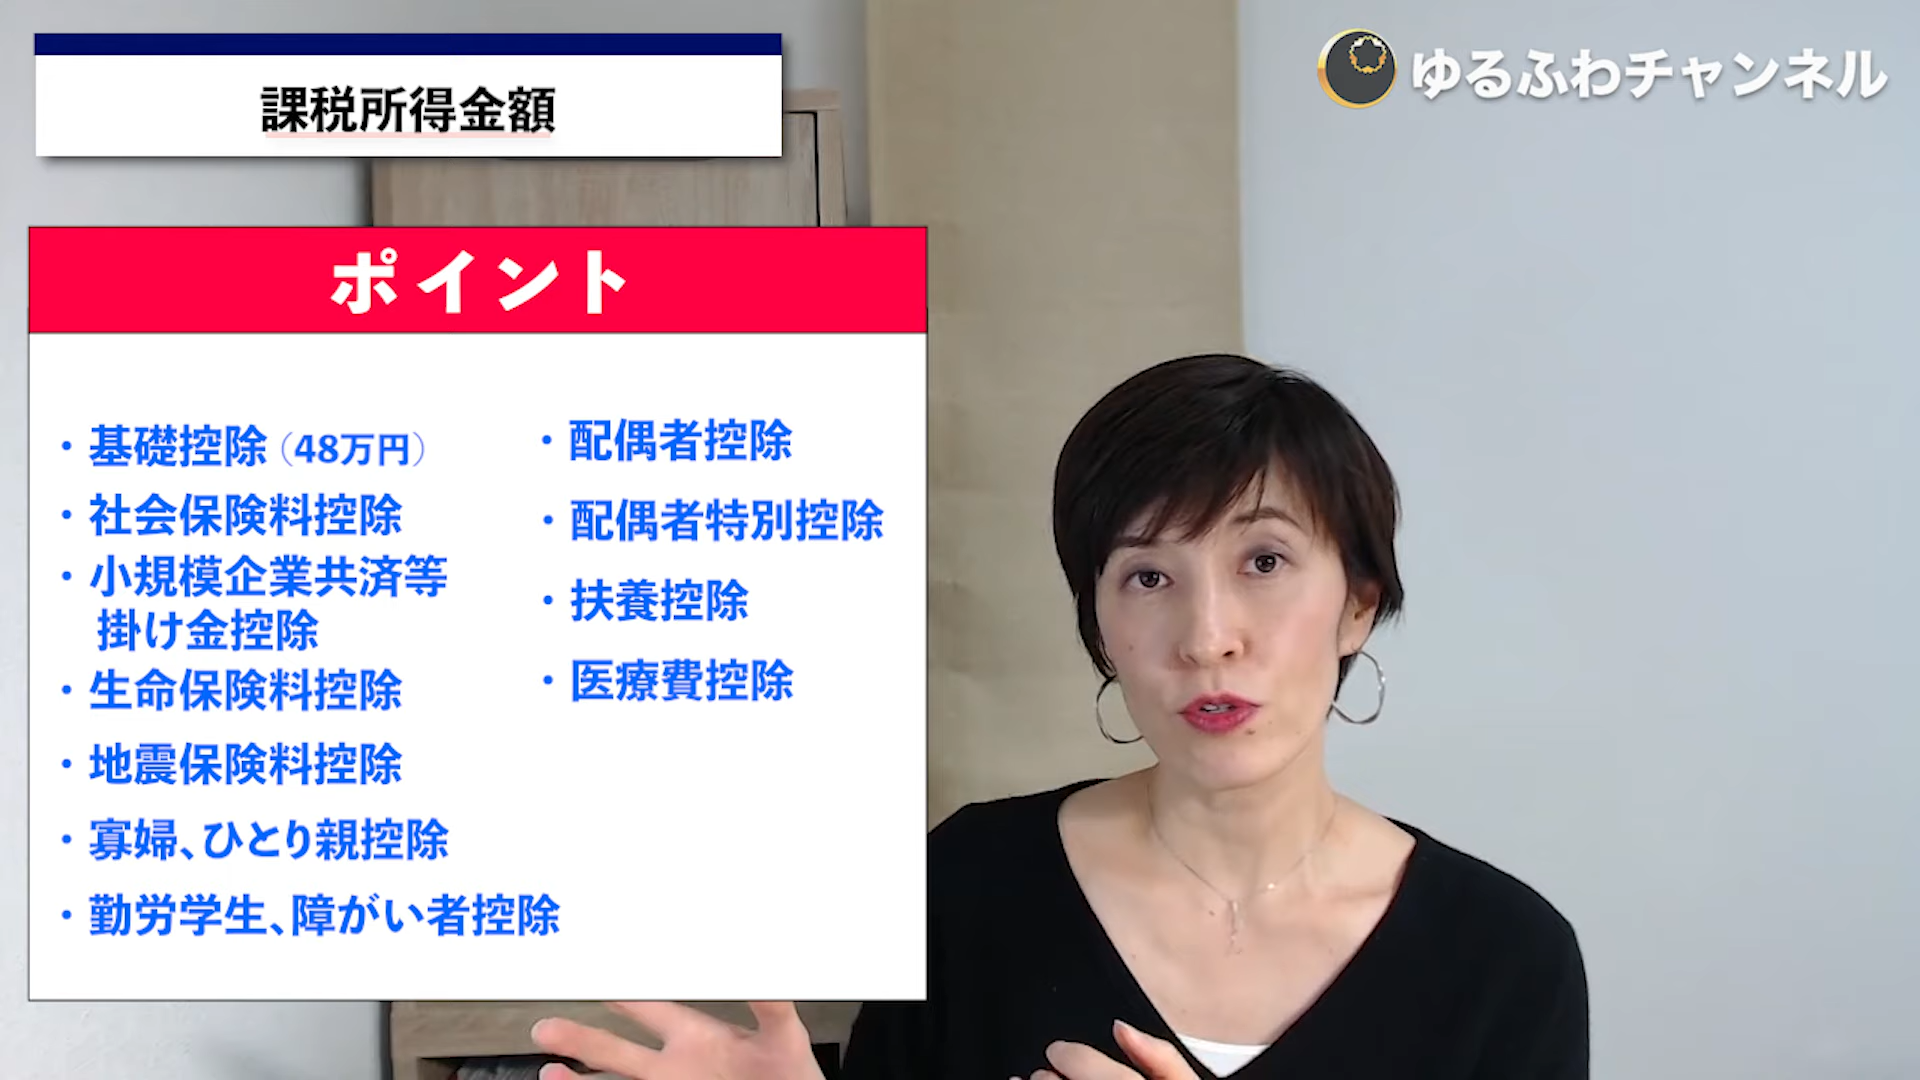 課税所得金額
ゆるふわチャンネル
ポイント
・基礎控除（48万円）
・社会保険料控除
・小規模企業共済等
掛け金控除
・生命保険料控除
・地震保険料控除
・寡婦、ひとり親控除
・勤労学生、障がい者控除
・配偶者控除
・配偶者特別控除
・扶養控除
・医療費控除